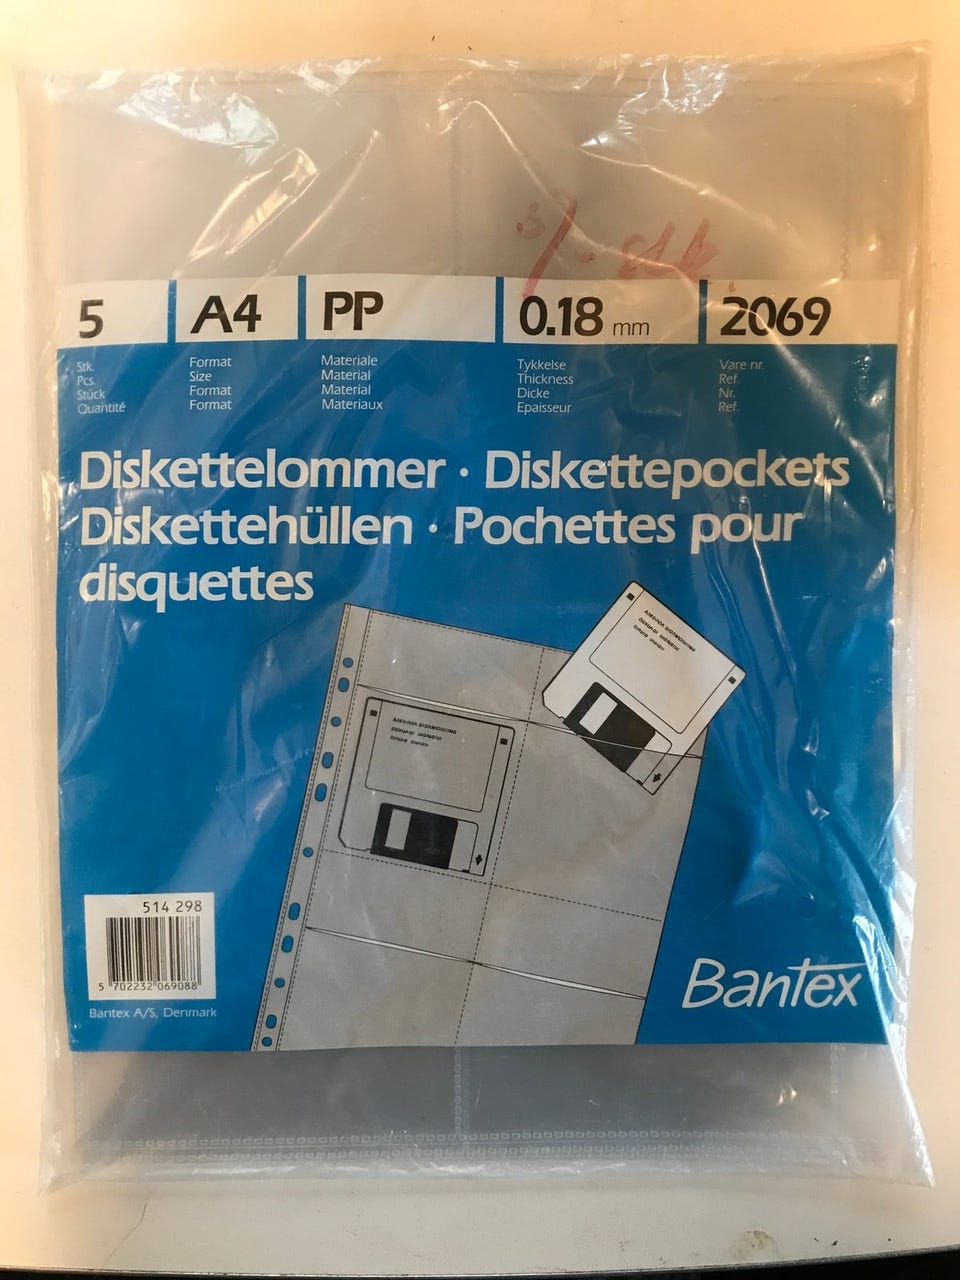 5/- stk.
5
A4
PP
0.18 mm
2069
Stk.
Pcs.
Stück
Quantité
Format
Size
Format
Format
Materiale
Material
Material
Materiaux
Tykkelse
Thickness
Dicke
Epaisseur
Vare nr.
Ref.
Nr.
Ref.
Diskettelommer · Diskettepockets
Diskettehüllen · Pochettes pour
disquettes
514 298
5 702232 069088
Bantex A/S, Denmark
Bantex